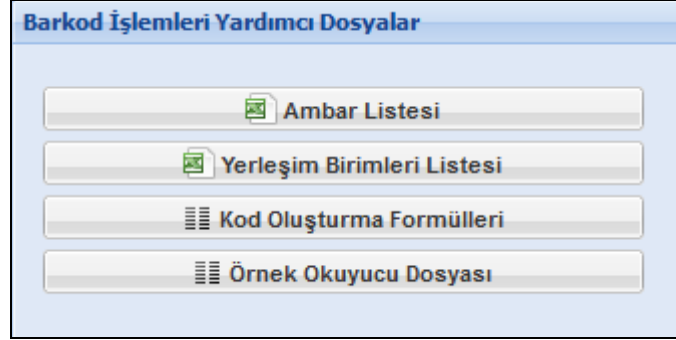 Barkod İşlemleri Yardımcı Dosyalar
Ambar Listesi
Yerleşim Birimleri Listesi
Kod Oluşturma Formülleri
Örnek Okuyucu Dosyası